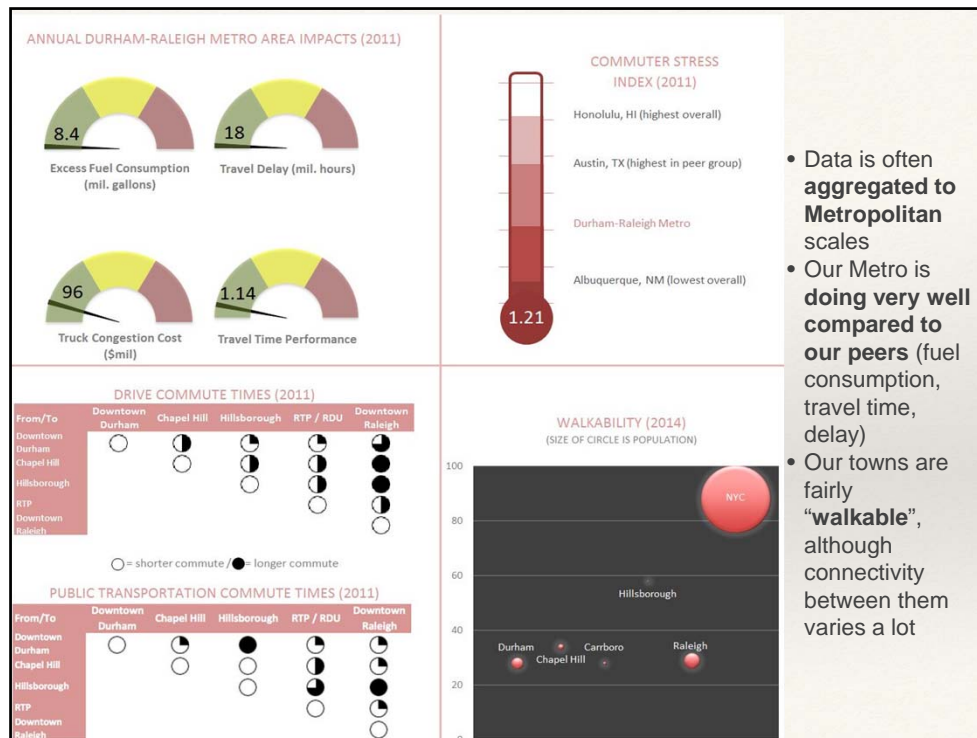 ANNUAL DURHAM-RALEIGH METRO AREA IMPACTS (2011)
8.4
Excess Fuel Consumption
(mil. gallons)
18
Travel Delay (mil. hours)
96
Truck Congestion Cost
($mil)
1.14
Travel Time Performance
COMMUTER STRESS
INDEX (2011)
Honolulu, HI (highest overall)
Austin, TX (highest in peer group)
Durham-Raleigh Metro
Albuquerque, NM (lowest overall)
1.21
DRIVE COMMUTE TIMES (2011)
From/To
Downtown
Durham
Chapel Hill
Hillsborough
RTP / RDU
Downtown
Raleigh
Downtown
Durham
Chapel Hill
Hillsborough
RTP
Downtown
Raleigh
= shorter commute / = longer commute
PUBLIC TRANSPORTATION COMMUTE TIMES (2011)
From/To
Downtown
Durham
Chapel Hill
Hillsborough
RTP / RDU
Downtown
Raleigh
Downtown
Durham
Chapel Hill
Hillsborough
RTP
Downtown
Raleigh
WALKABILITY (2014)
(SIZE OF CIRCLE IS POPULATION)
100
80
60
40
20
0
NYC
Hillsborough
Durham
Chapel Hill
Carrboro
Raleigh
• Data is often
aggregated to
Metropolitan
scales
• Our Metro is
doing very well
compared to
our peers (fuel
consumption,
travel time,
delay)
• Our towns are
fairly
“walkable”,
although
connectivity
between them
varies a lot